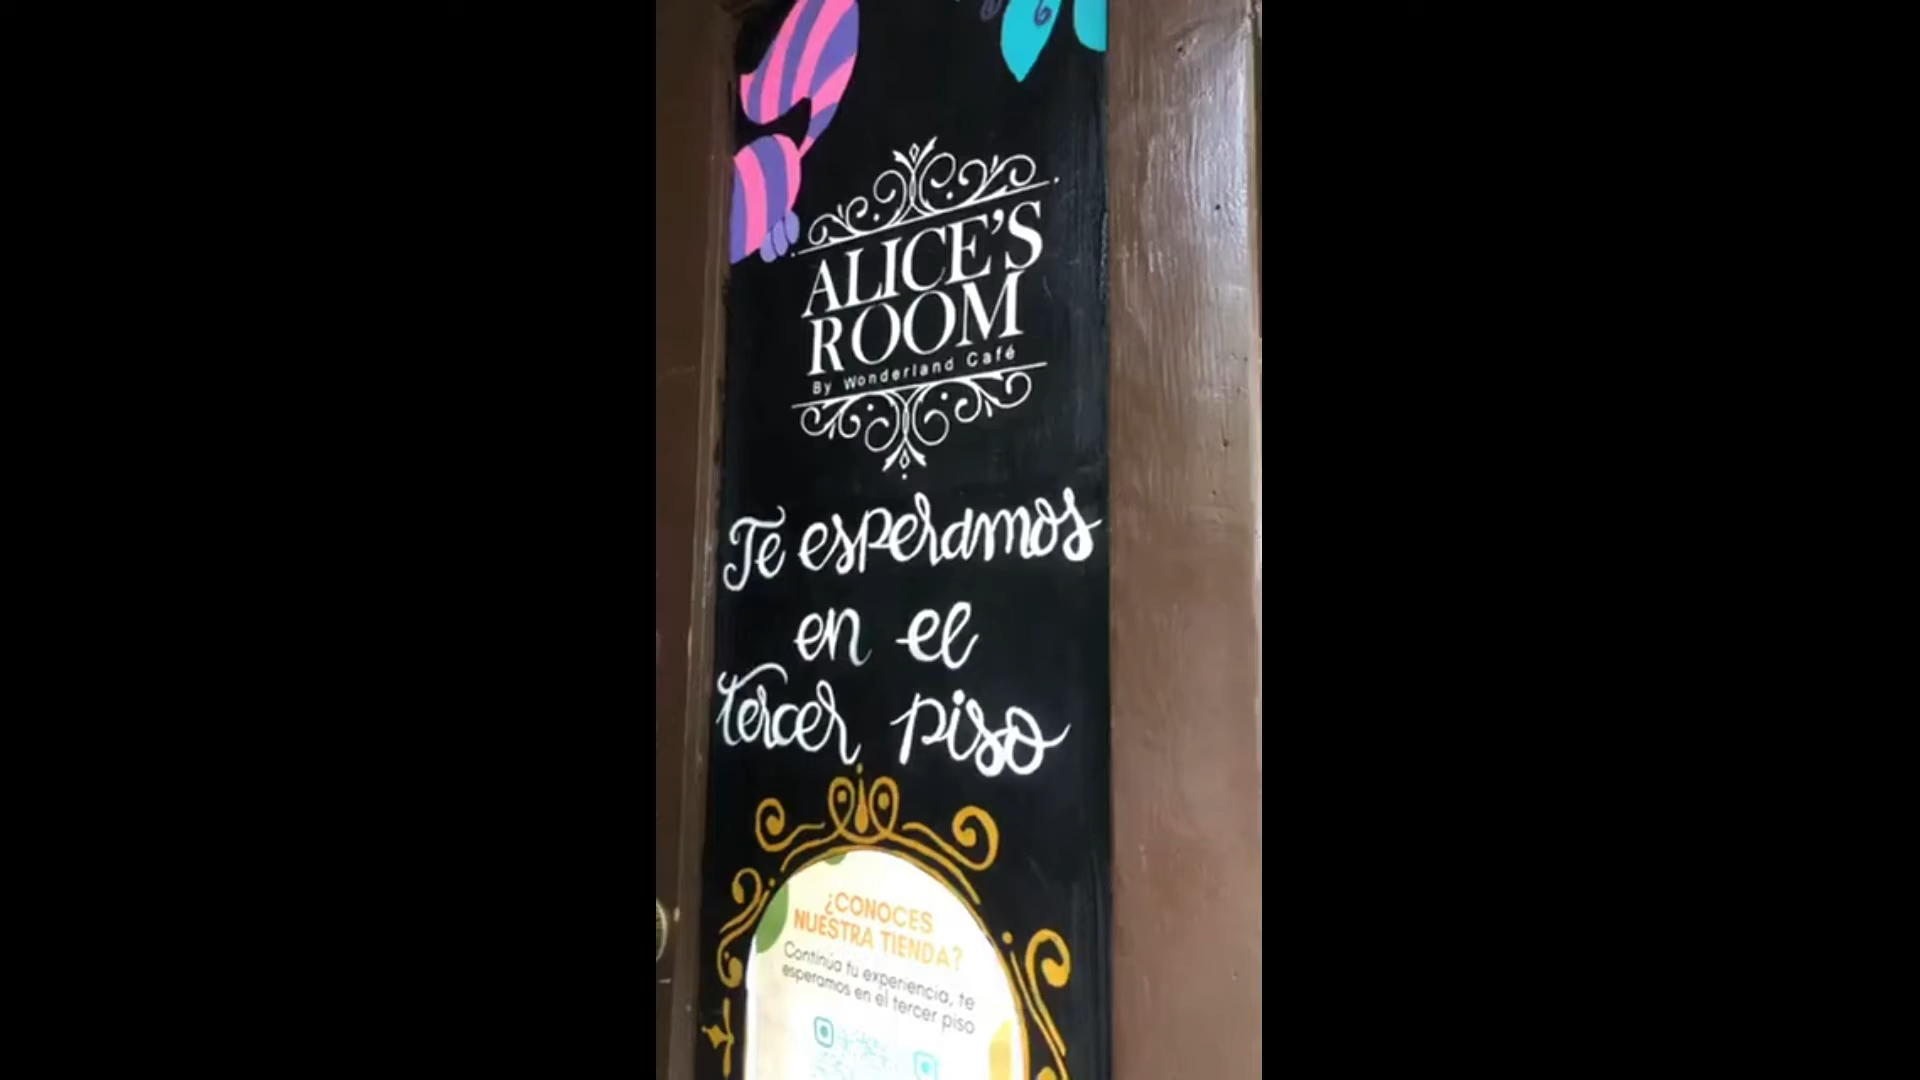 ALICE'S
ROOM
By Wonderland Café
Te esperamos
en el
tercer piso
¿CONOCES
NUESTRA TIENDA?
Continúa tu experiencia, te
esperamos en el tercer piso